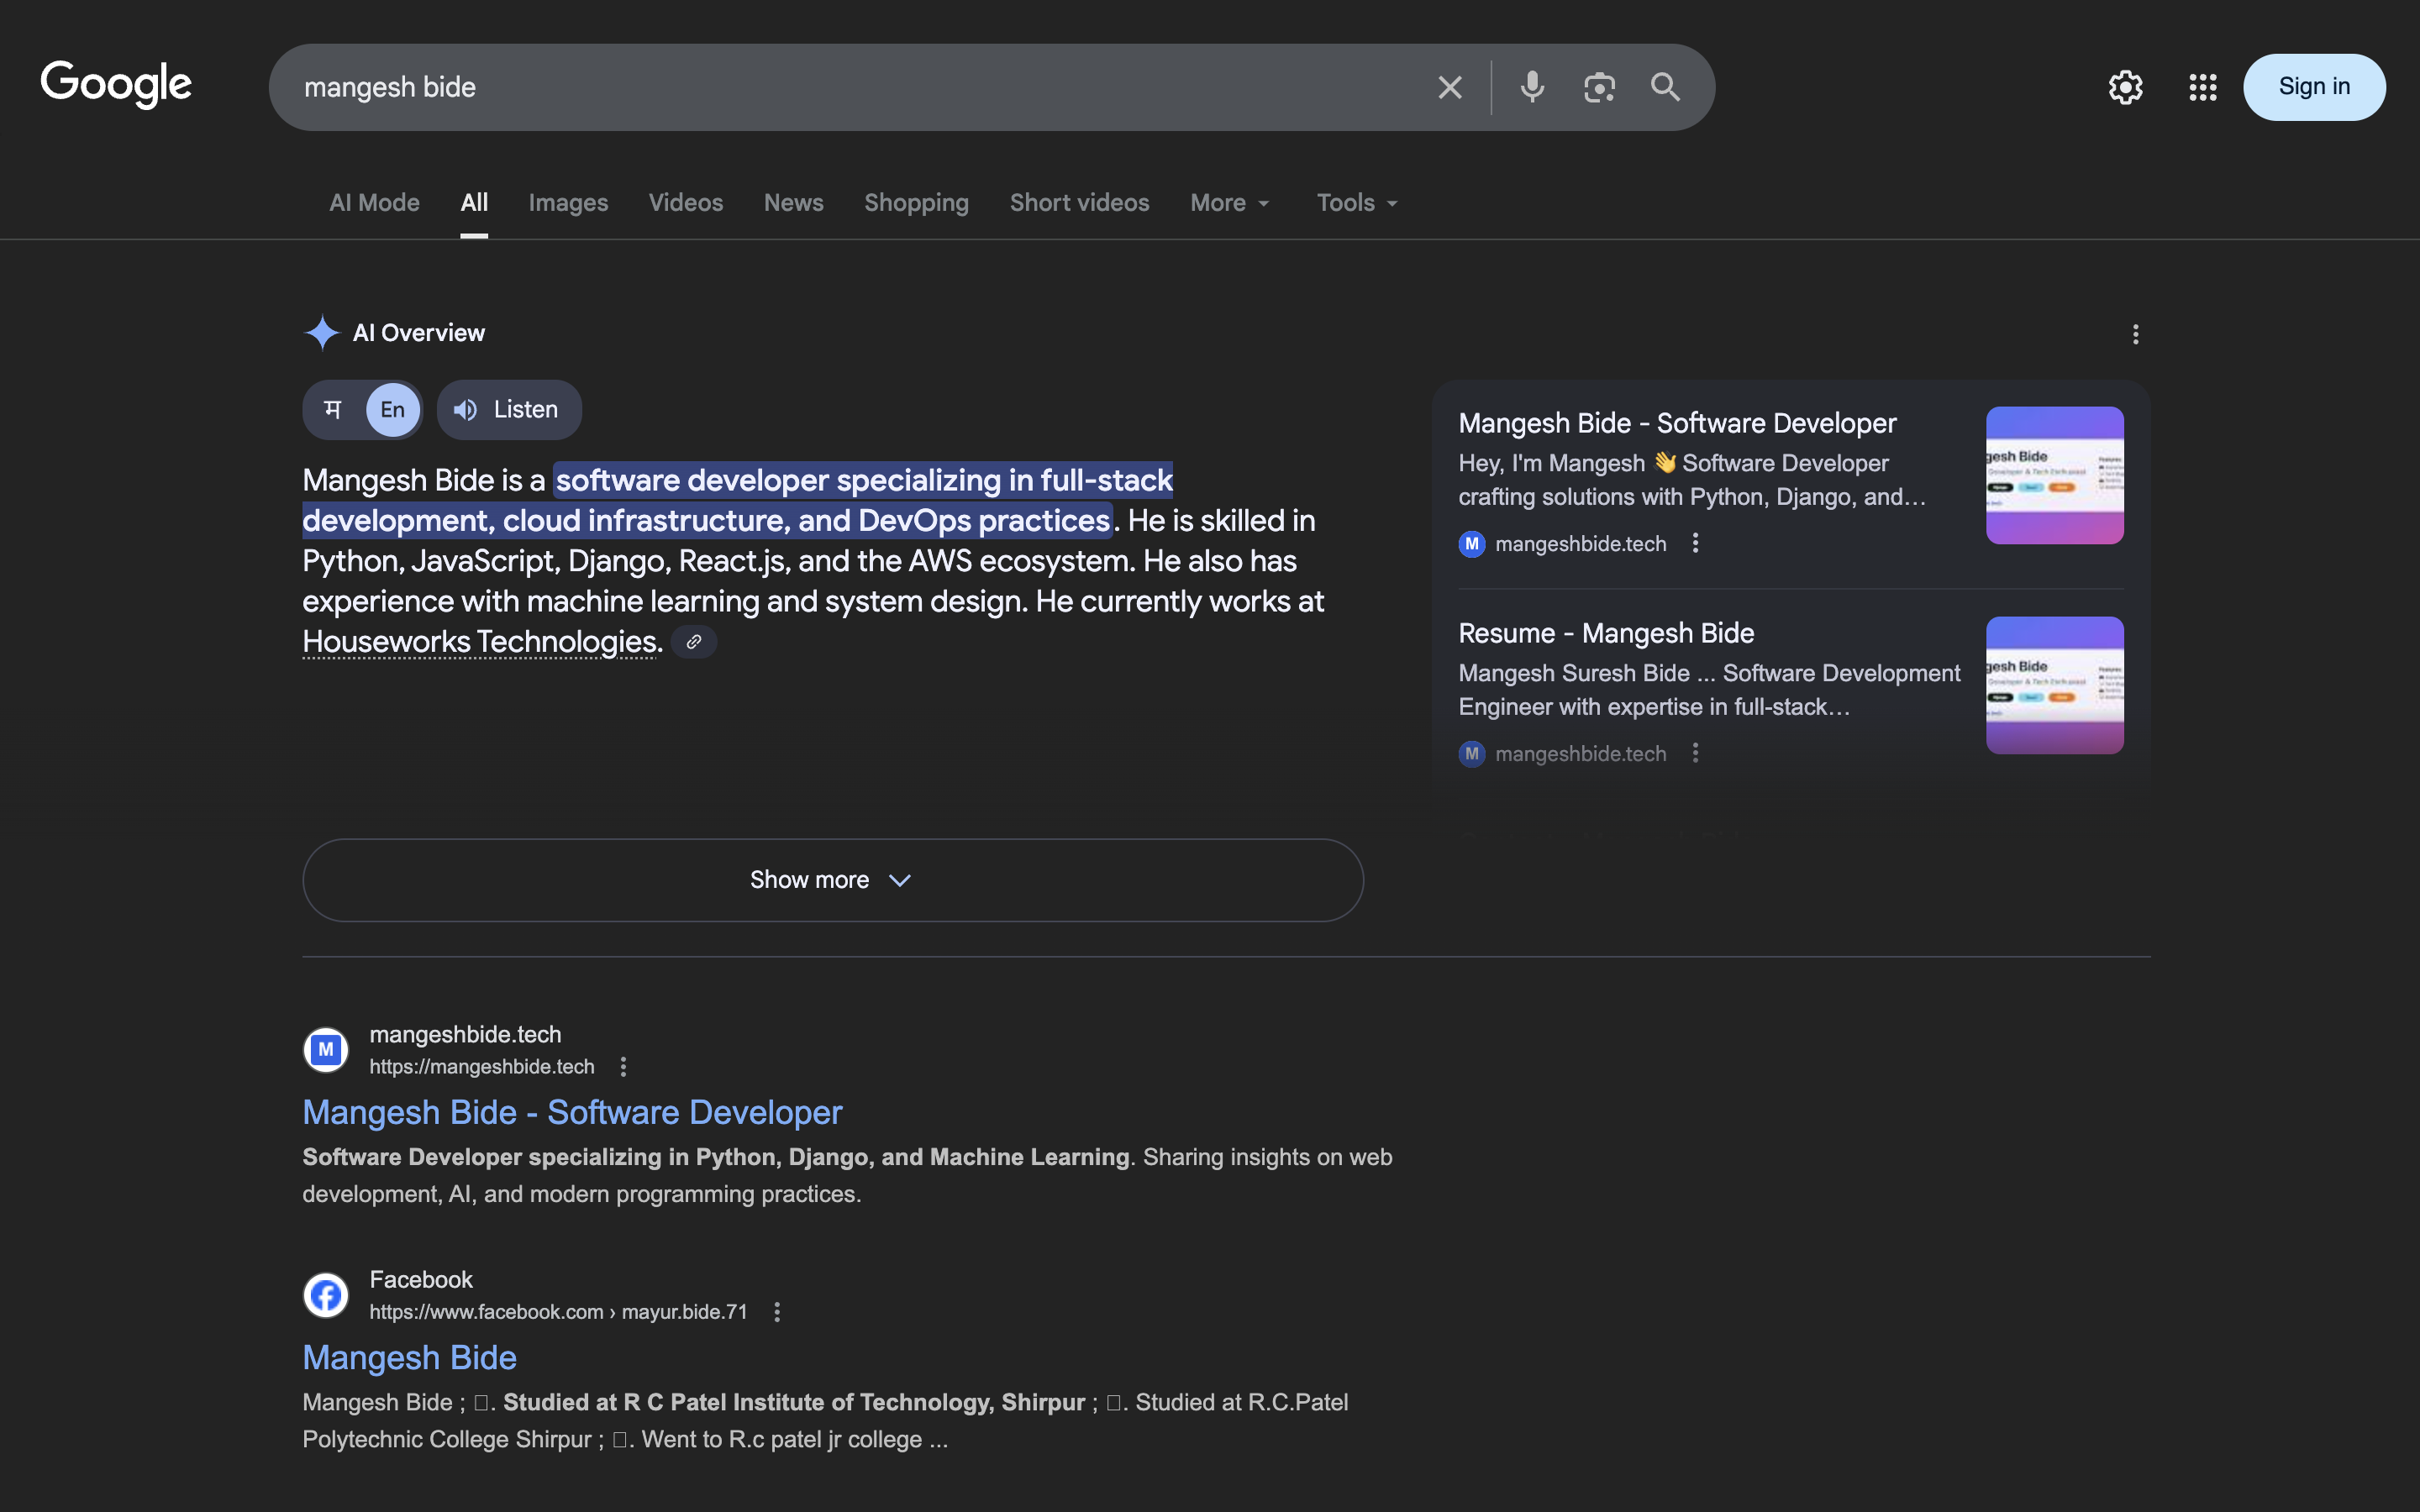 Google
mangesh bide
Sign in
AI Mode
All
Images
Videos
News
Shopping
Short videos
More
Tools
AI Overview
म
En
Listen
Mangesh Bide is a software developer specializing in full-stack
development, cloud infrastructure, and DevOps practices. He is skilled in
Python, JavaScript, Django, React.js, and the AWS ecosystem. He also has
experience with machine learning and system design. He currently works at
Houseworks Technologies.
Show more
Mangesh Bide - Software Developer
Hey, I'm Mangesh 👋 Software Developer
crafting solutions with Python, Django, and...
M mangeshbide.tech
gesh Bide
Resume - Mangesh Bide
Mangesh Suresh Bide ... Software Development
Engineer with expertise in full-stack...
M mangeshbide.tech
gesh Bide
M
mangeshbide.tech
https://mangeshbide.tech
Mangesh Bide - Software Developer
Software Developer specializing in Python, Django, and Machine Learning. Sharing insights on web
development, AI, and modern programming practices.
Facebook
https://www.facebook.com › mayur.bide.71
Mangesh Bide
Mangesh Bide ; □. Studied at R C Patel Institute of Technology, Shirpur ; □. Studied at R.C.Patel
Polytechnic College Shirpur ; □. Went to R.c patel jr college ...